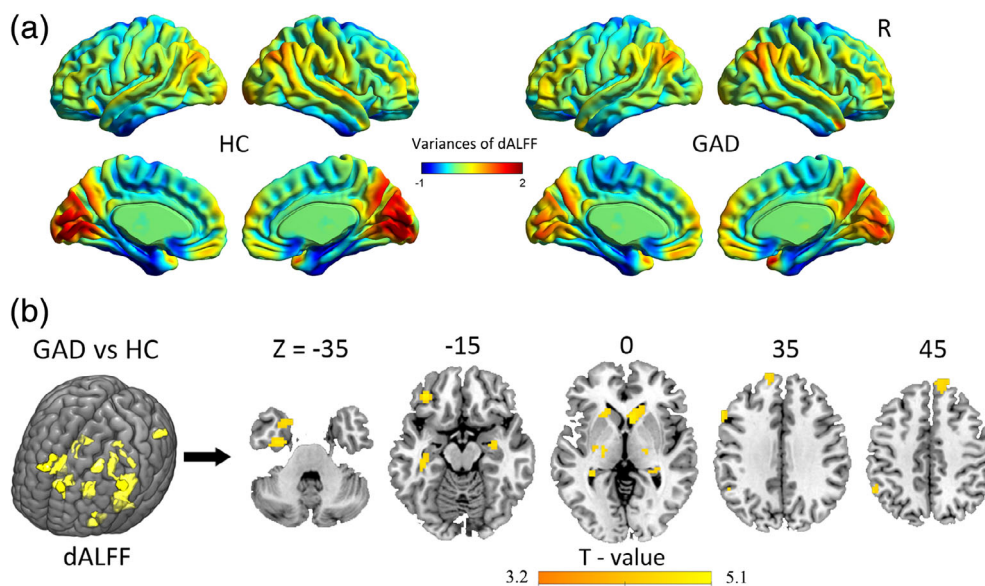 (a)
R
HC
Variances of dALFF
GAD
-1 2
(b)
GAD vs HC
Z = -35 -15 0 35 45
dALFF
T - value
3.2 5.1